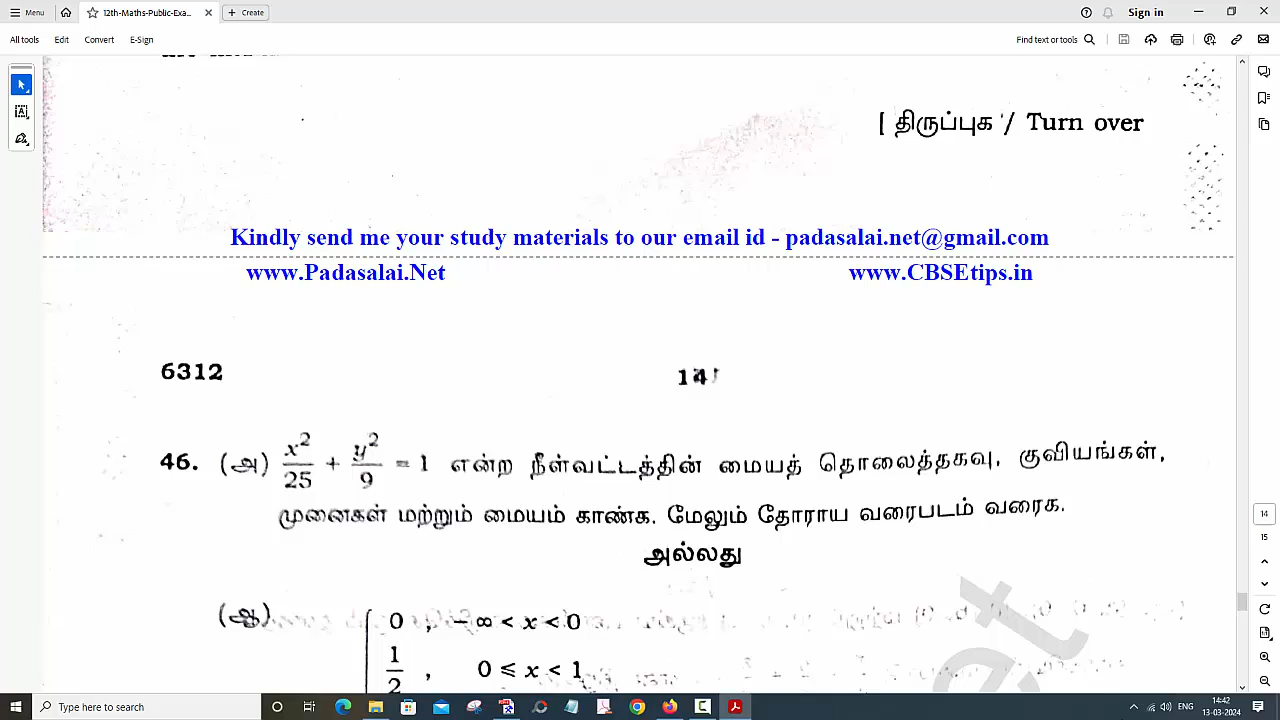 Menu 12th-Maths-Public-Exa... Create Sign in
All tools Edit Convert E-Sign Find text or tools
[ திருப்புக / Turn over
Kindly send me your study materials to our email id - padasalai.net@gmail.com
www.Padasalai.Net www.CBSEtips.in
6312 14
46. (அ) x²/25 + y²/9 = 1 என்ற நீள்வட்டத்தின் மையத் தொலைத்தகவு, குவியங்கள்,
முனைகள் மற்றும் மையம் காண்க. மேலும் தோராய வரைபடம் வரைக.
அல்லது
(ஆ) 0 , − ∞ < x < 0
1/2 , 0 ≤ x < 1
14
15
Type here to search ENG 14:42
13-03-2024